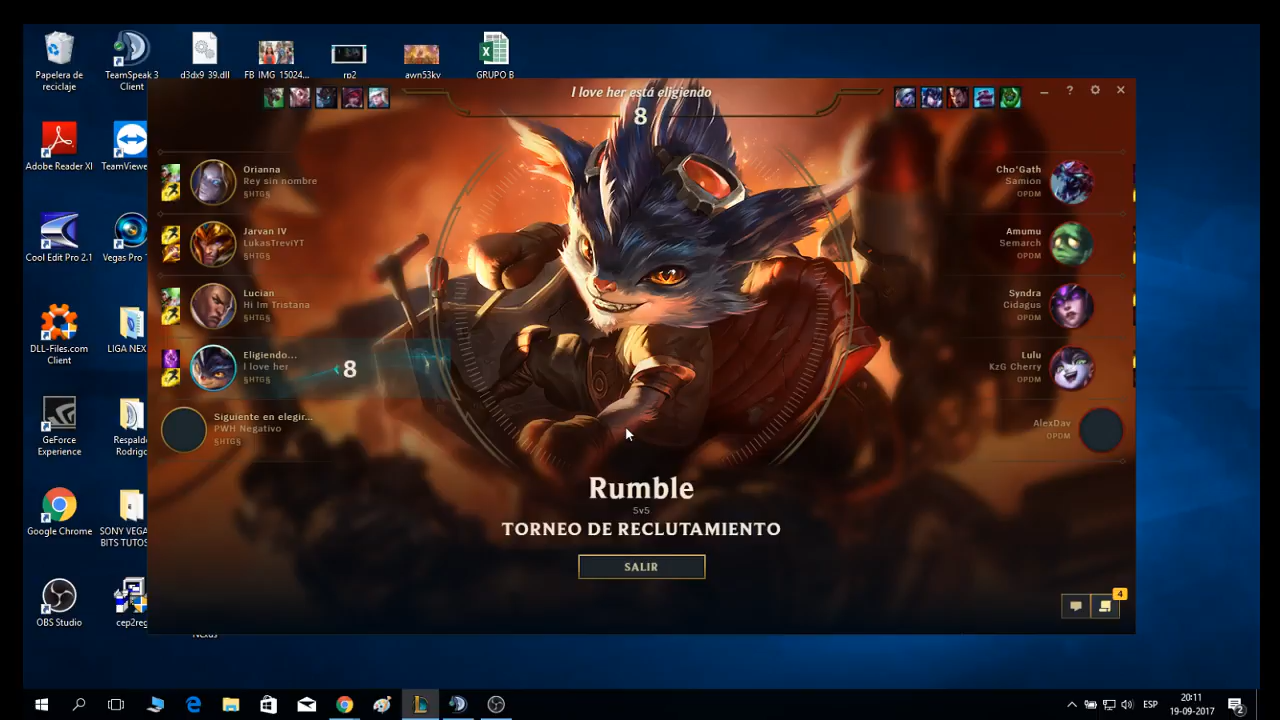 Papelera de
reciclaje
TeamSpeak 3
Client
d3dx9_39.dll
FB_IMG_15024...
rp2
awn53kv
GRUPO B
Adobe Reader XI
TeamViewe
Cool Edit Pro 2.1
Vegas Pro
DLL-Files.com
Client
LIGA NEX
GeForce
Experience
Respald
Rodrigo
Google Chrome
SONY VEGA
BITS TUTOS
OBS Studio
cep2reg
Nexus
I love her está eligiendo
8
?
Orianna
Rey sin nombre
§HTG§
Jarvan IV
LukasTreviYT
§HTG§
Lucian
Hi Im Tristana
§HTG§
Eligiendo...
I love her
§HTG§
8
Siguiente en elegir...
PWH Negativo
§HTG§
Cho'Gath
Samion
OPDM
Amumu
Semarch
OPDM
Syndra
Cidagus
OPDM
Lulu
KzG Cherry
OPDM
AlexDav
OPDM
Rumble
5v5
TORNEO DE RECLUTAMIENTO
SALIR
4
ESP
20:11
19-09-2017
2